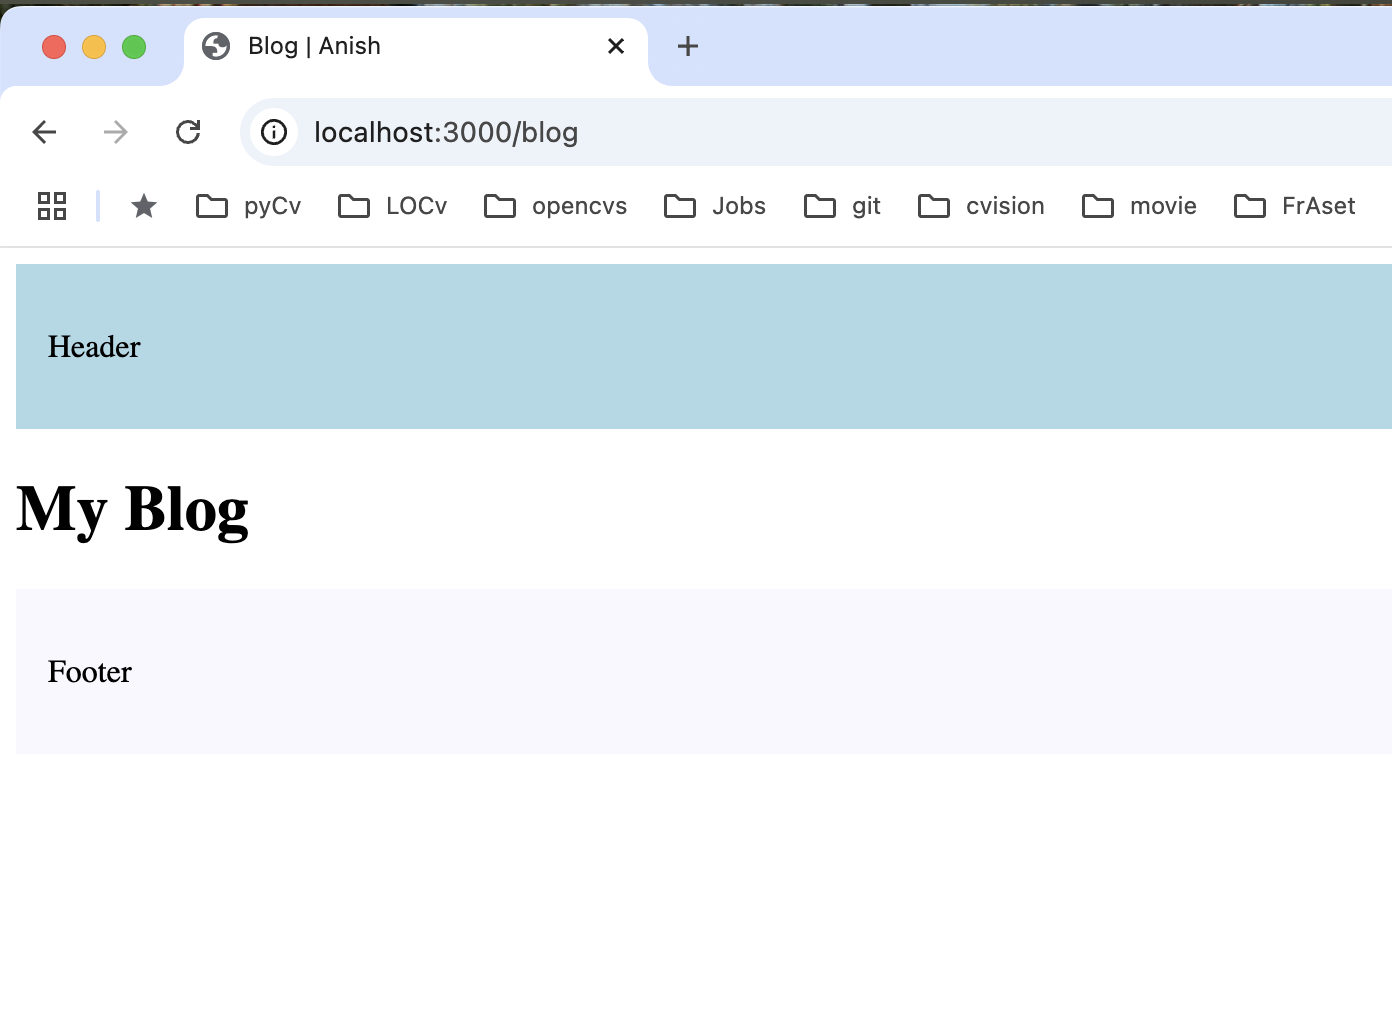 Blog | Anish
localhost:3000/blog
pyCv LOCv opencvs Jobs git cvision movie FrAset
Header
My Blog
Footer